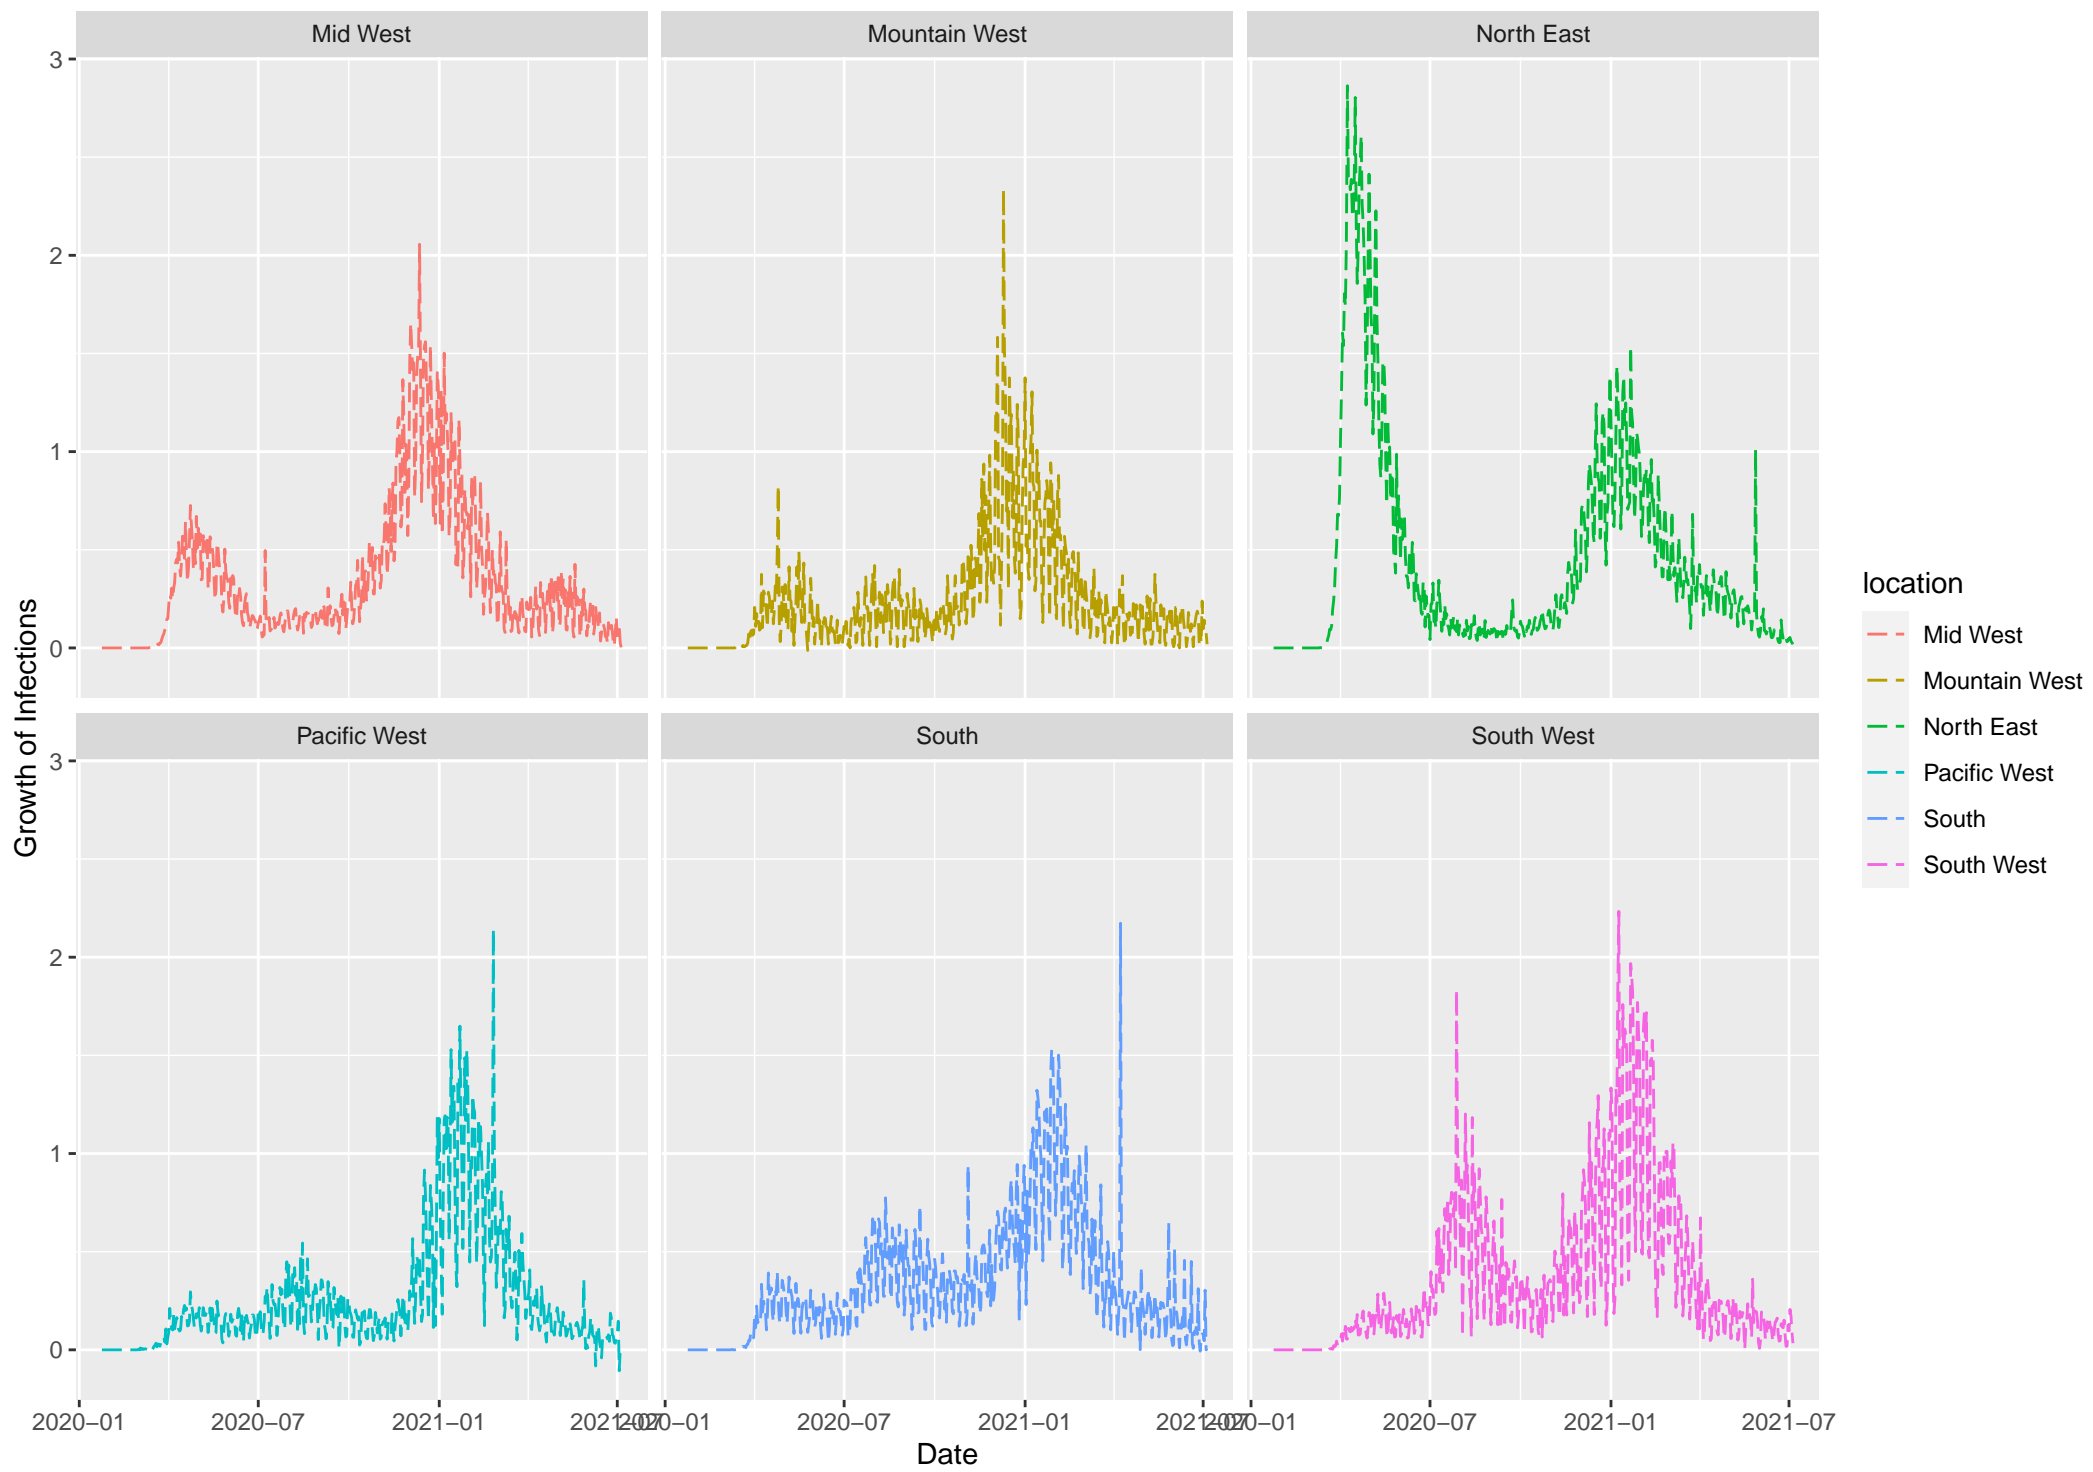 Mid West
Mountain West
North East
3
2
1
0
Pacific West
South
South West
3
2
1
0
Growth of Infections
2020–01
2020–07
2021–01
2021–07
2020–01
2020–07
2021–01
2021–07
2020–01
2020–07
2021–01
2021–07
Date
location
Mid West
Mountain West
North East
Pacific West
South
South West